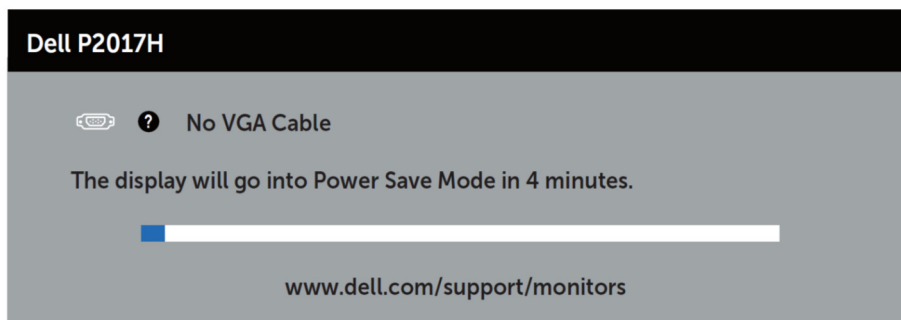 Dell P2017H
? No VGA Cable
The display will go into Power Save Mode in 4 minutes.
www.dell.com/support/monitors